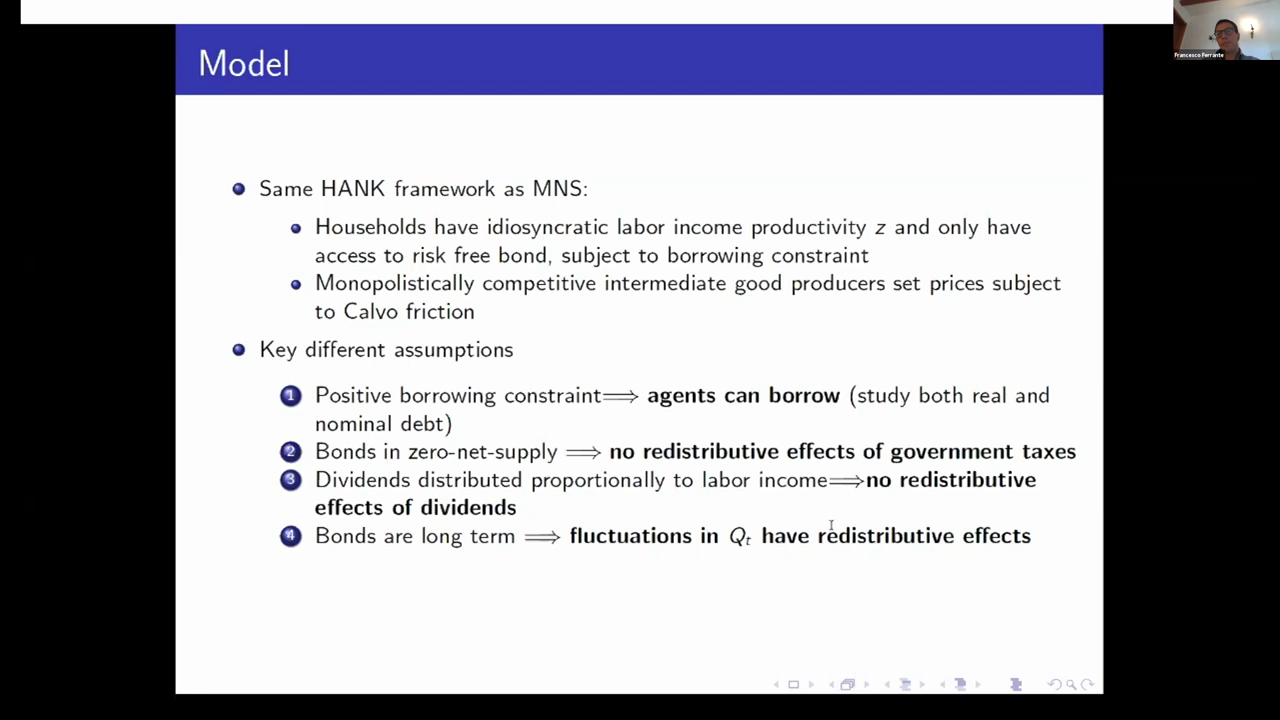 Model
Francesco Ferrante
Same HANK framework as MNS:
Households have idiosyncratic labor income productivity z and only have
access to risk free bond, subject to borrowing constraint
Monopolistically competitive intermediate good producers set prices subject
to Calvo friction
Key different assumptions
1 Positive borrowing constraint⟹ agents can borrow (study both real and
nominal debt)
2 Bonds in zero-net-supply ⟹ no redistributive effects of government taxes
3 Dividends distributed proportionally to labor income⟹no redistributive
effects of dividends
4 Bonds are long term ⟹ fluctuations in Qt have redistributive effects